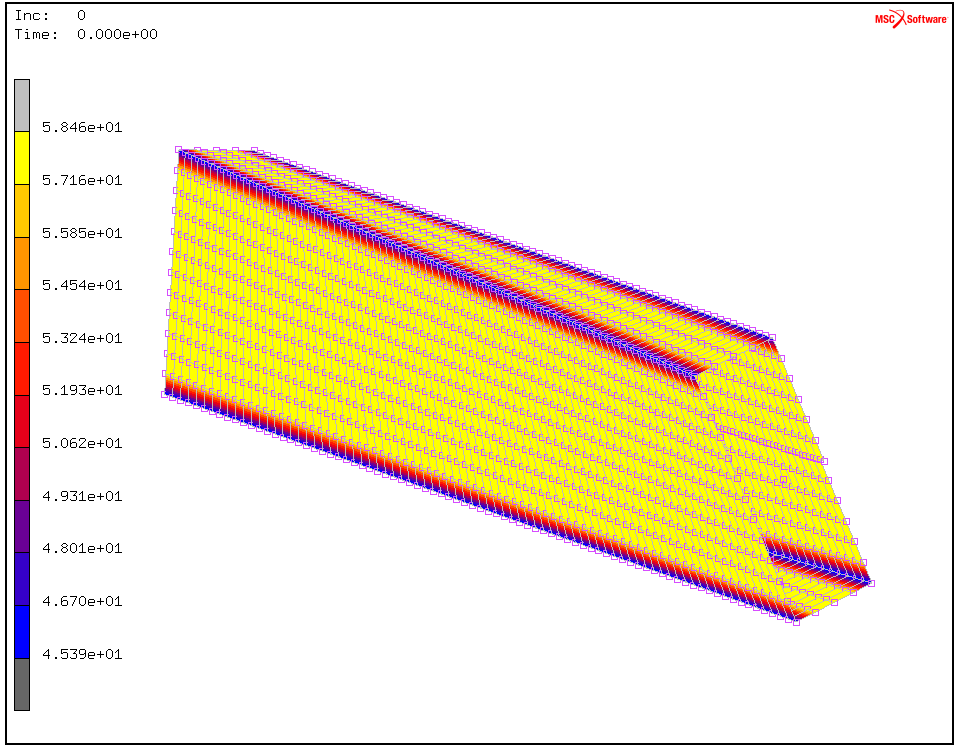 Inc: 0
Time: 0.000e+00
MSC Software
5.846e+01
5.716e+01
5.585e+01
5.454e+01
5.324e+01
5.193e+01
5.062e+01
4.931e+01
4.801e+01
4.670e+01
4.539e+01